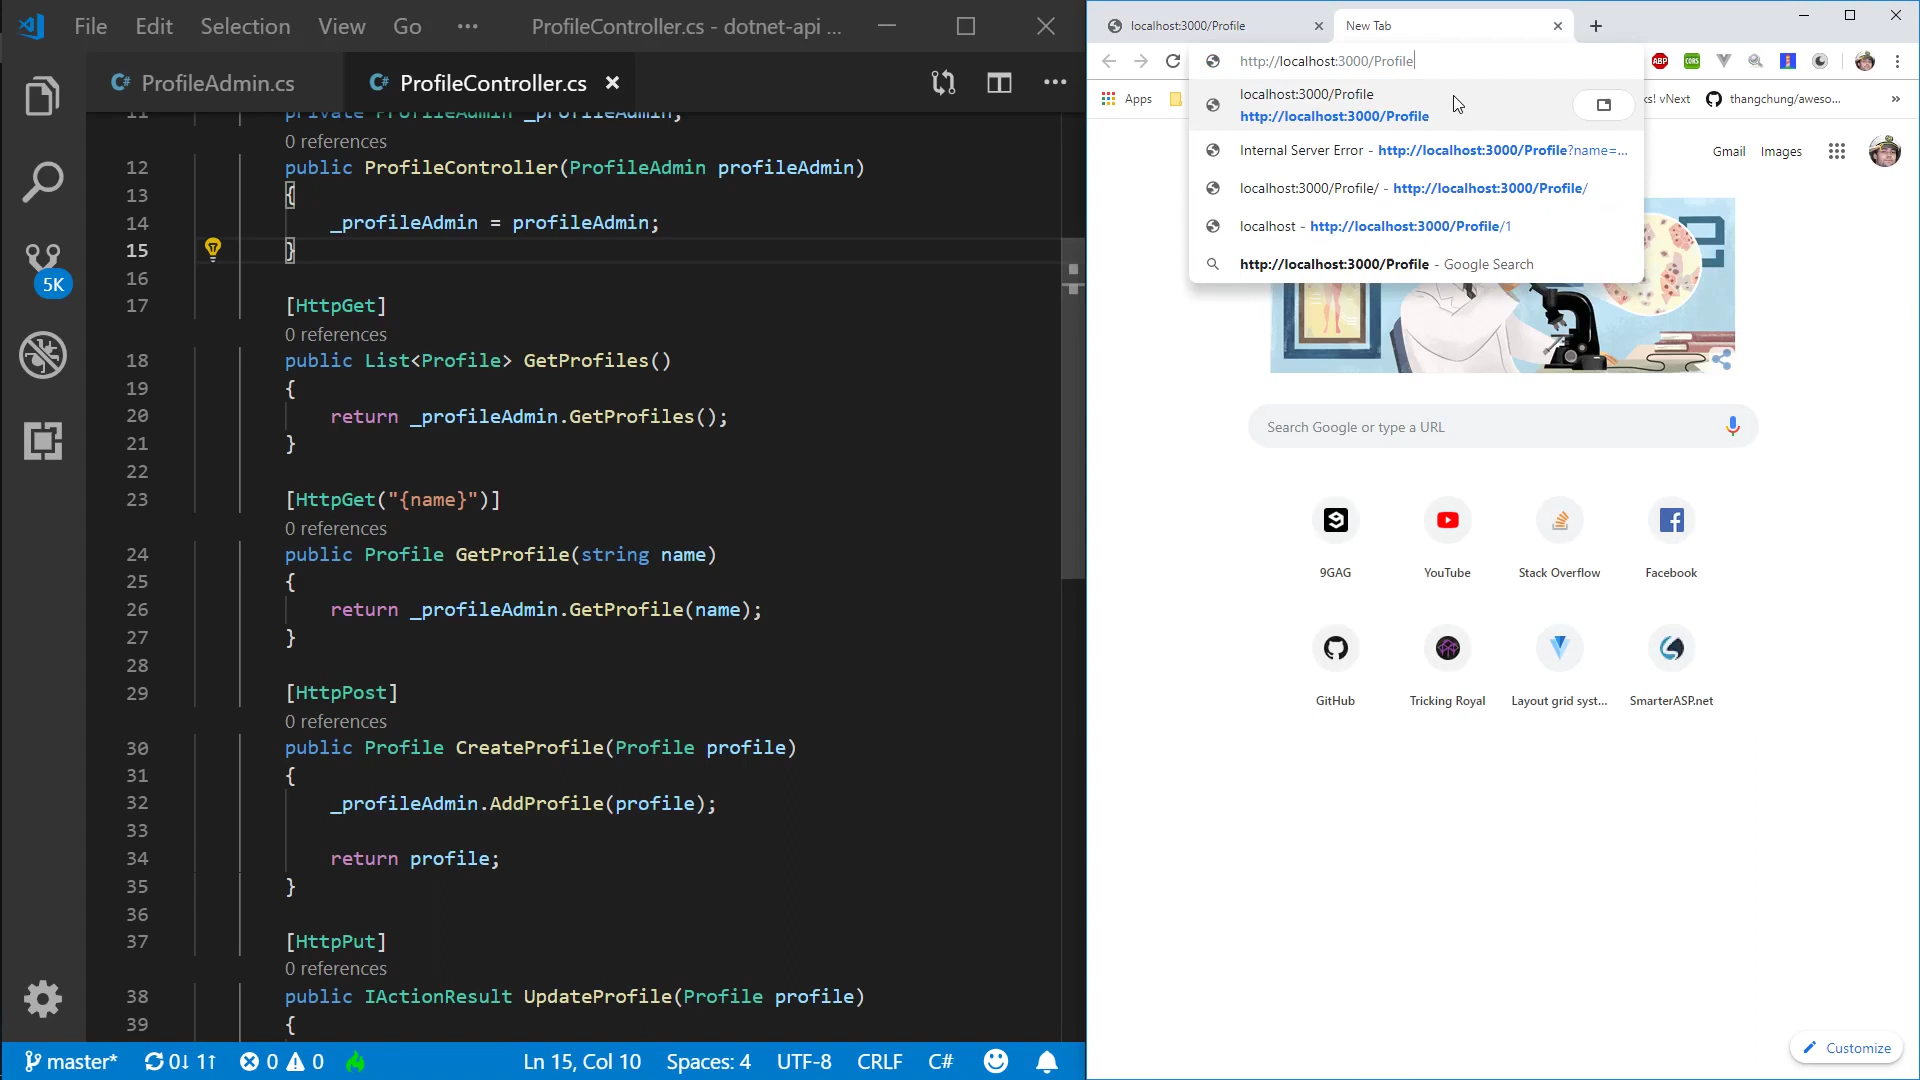 File Edit Selection View Go ··· ProfileController.cs - dotnet-api ...
ProfileAdmin.cs
ProfileController.cs
11 private ProfileAdmin _profileAdmin;
0 references
12 public ProfileController(ProfileAdmin profileAdmin)
13 {
14 _profileAdmin = profileAdmin;
15 }
16
17 [HttpGet]
0 references
18 public List<Profile> GetProfiles()
19 {
20 return _profileAdmin.GetProfiles();
21 }
22
23 [HttpGet("{name}")]
0 references
24 public Profile GetProfile(string name)
25 {
26 return _profileAdmin.GetProfile(name);
27 }
28
29 [HttpPost]
0 references
30 public Profile CreateProfile(Profile profile)
31 {
32 _profileAdmin.AddProfile(profile);
33
34 return profile;
35 }
36
37 [HttpPut]
0 references
38 public IActionResult UpdateProfile(Profile profile)
39 {
5K
master* 0↓ 1↑ 0 0 Ln 15, Col 10 Spaces: 4 UTF-8 CRLF C#
localhost:3000/Profile
New Tab
http://localhost:3000/Profile
ABP
CORS
Apps
ks! vNext
thangchung/aweso...
»
localhost:3000/Profile
http://localhost:3000/Profile
Internal Server Error - http://localhost:3000/Profile?name=...
localhost:3000/Profile/ - http://localhost:3000/Profile/
localhost - http://localhost:3000/Profile/1
http://localhost:3000/Profile - Google Search
Gmail Images
Search Google or type a URL
9GAG YouTube Stack Overflow Facebook
GitHub Tricking Royal Layout grid syst... SmarterASP.net
Customize